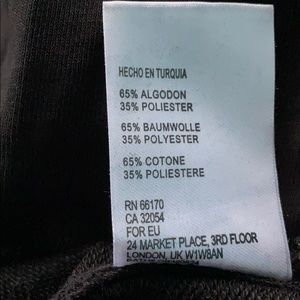 HECHO EN TURQUIA
65% ALGODON
35% POLIESTER
65% BAUMWOLLE
35% POLYESTER
65% COTONE
35% POLIESTERE
RN 66170
CA 32054
FOR EU
24 MARKET PLACE, 3RD FLOOR
LONDON, UK W1W8AN